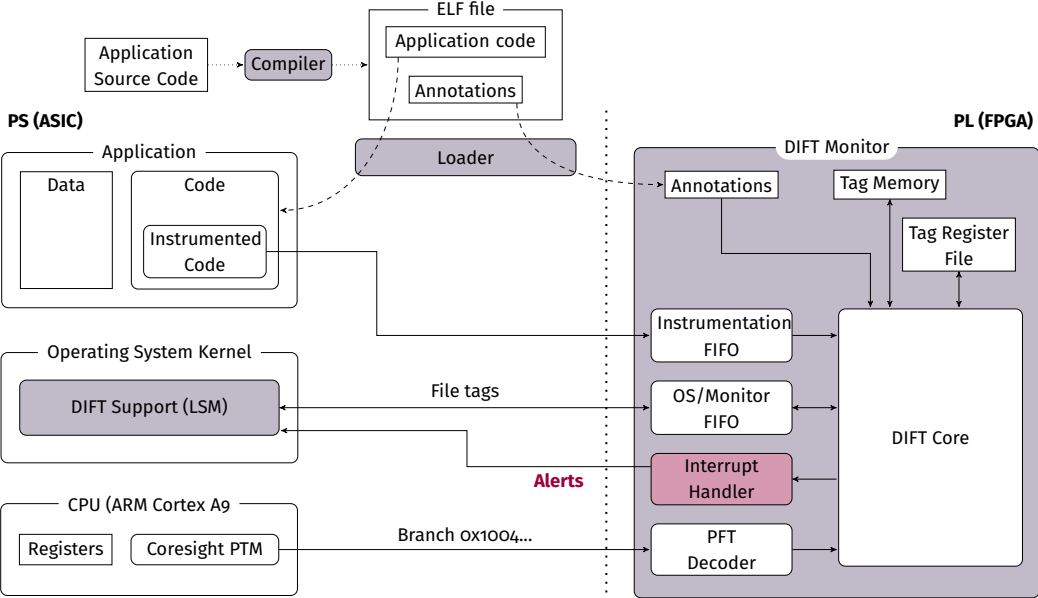 ELF file
Application code
Application
Source Code
Compiler
Annotations
PS (ASIC)
PL (FPGA)
Loader
Application
Data
Code
Instrumented
Code
DIFT Monitor
Annotations
Tag Memory
Tag Register
File
Instrumentation
FIFO
Operating System Kernel
DIFT Support (LSM)
File tags
OS/Monitor
FIFO
DIFT Core
Alerts
Interrupt
Handler
CPU (ARM Cortex A9
Registers
Coresight PTM
Branch 0x1004...
PFT
Decoder